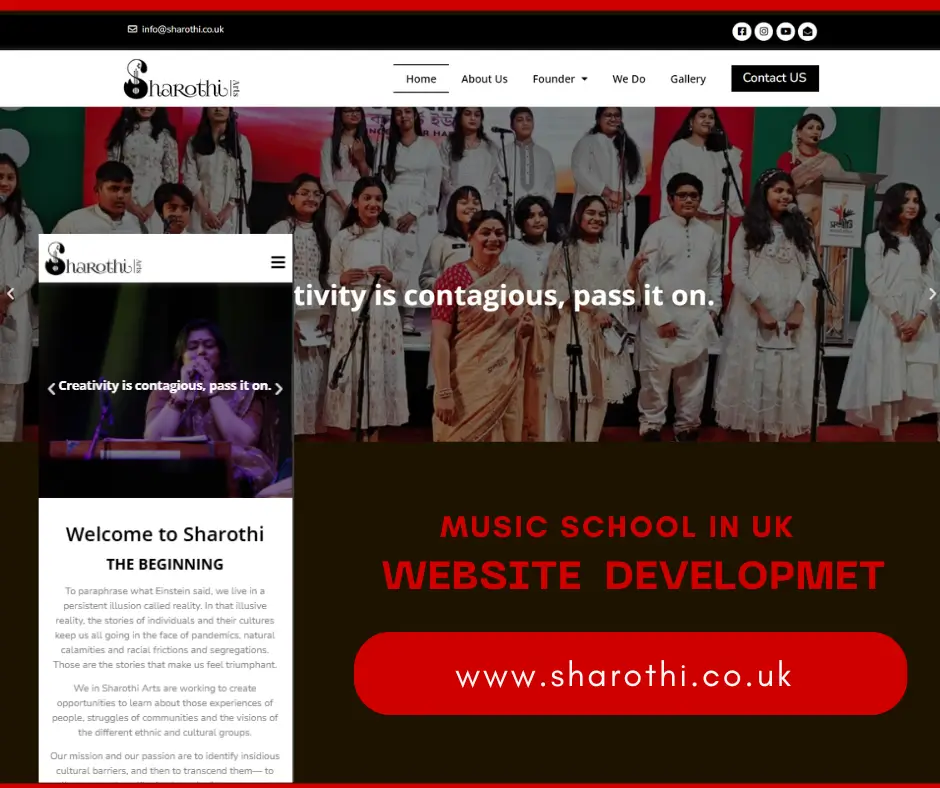 info@sharothi.co.uk
Sharothi Arts
Home About Us Founder We Do Gallery Contact US
tivity is contagious, pass it on.
Sharothi Arts
Creativity is contagious, pass it on.
Welcome to Sharothi
THE BEGINNING
To paraphrase what Einstein said, we live in a
persistent illusion called reality. In that illusive
reality, the stories of individuals and their cultures
keep us all going in the face of pandemics, natural
calamities and racial frictions and segregations.
Those are the stories that make us feel triumphant.
We in Sharothi Arts are working to create
opportunities to learn about those experiences of
people, struggles of communities and the visions of
the different ethnic and cultural groups.
Our mission and our passion are to identify insidious
cultural barriers, and then to transcend them— to
MUSIC SCHOOL IN UK
WEBSITE DEVELOPMET
www.sharothi.co.uk